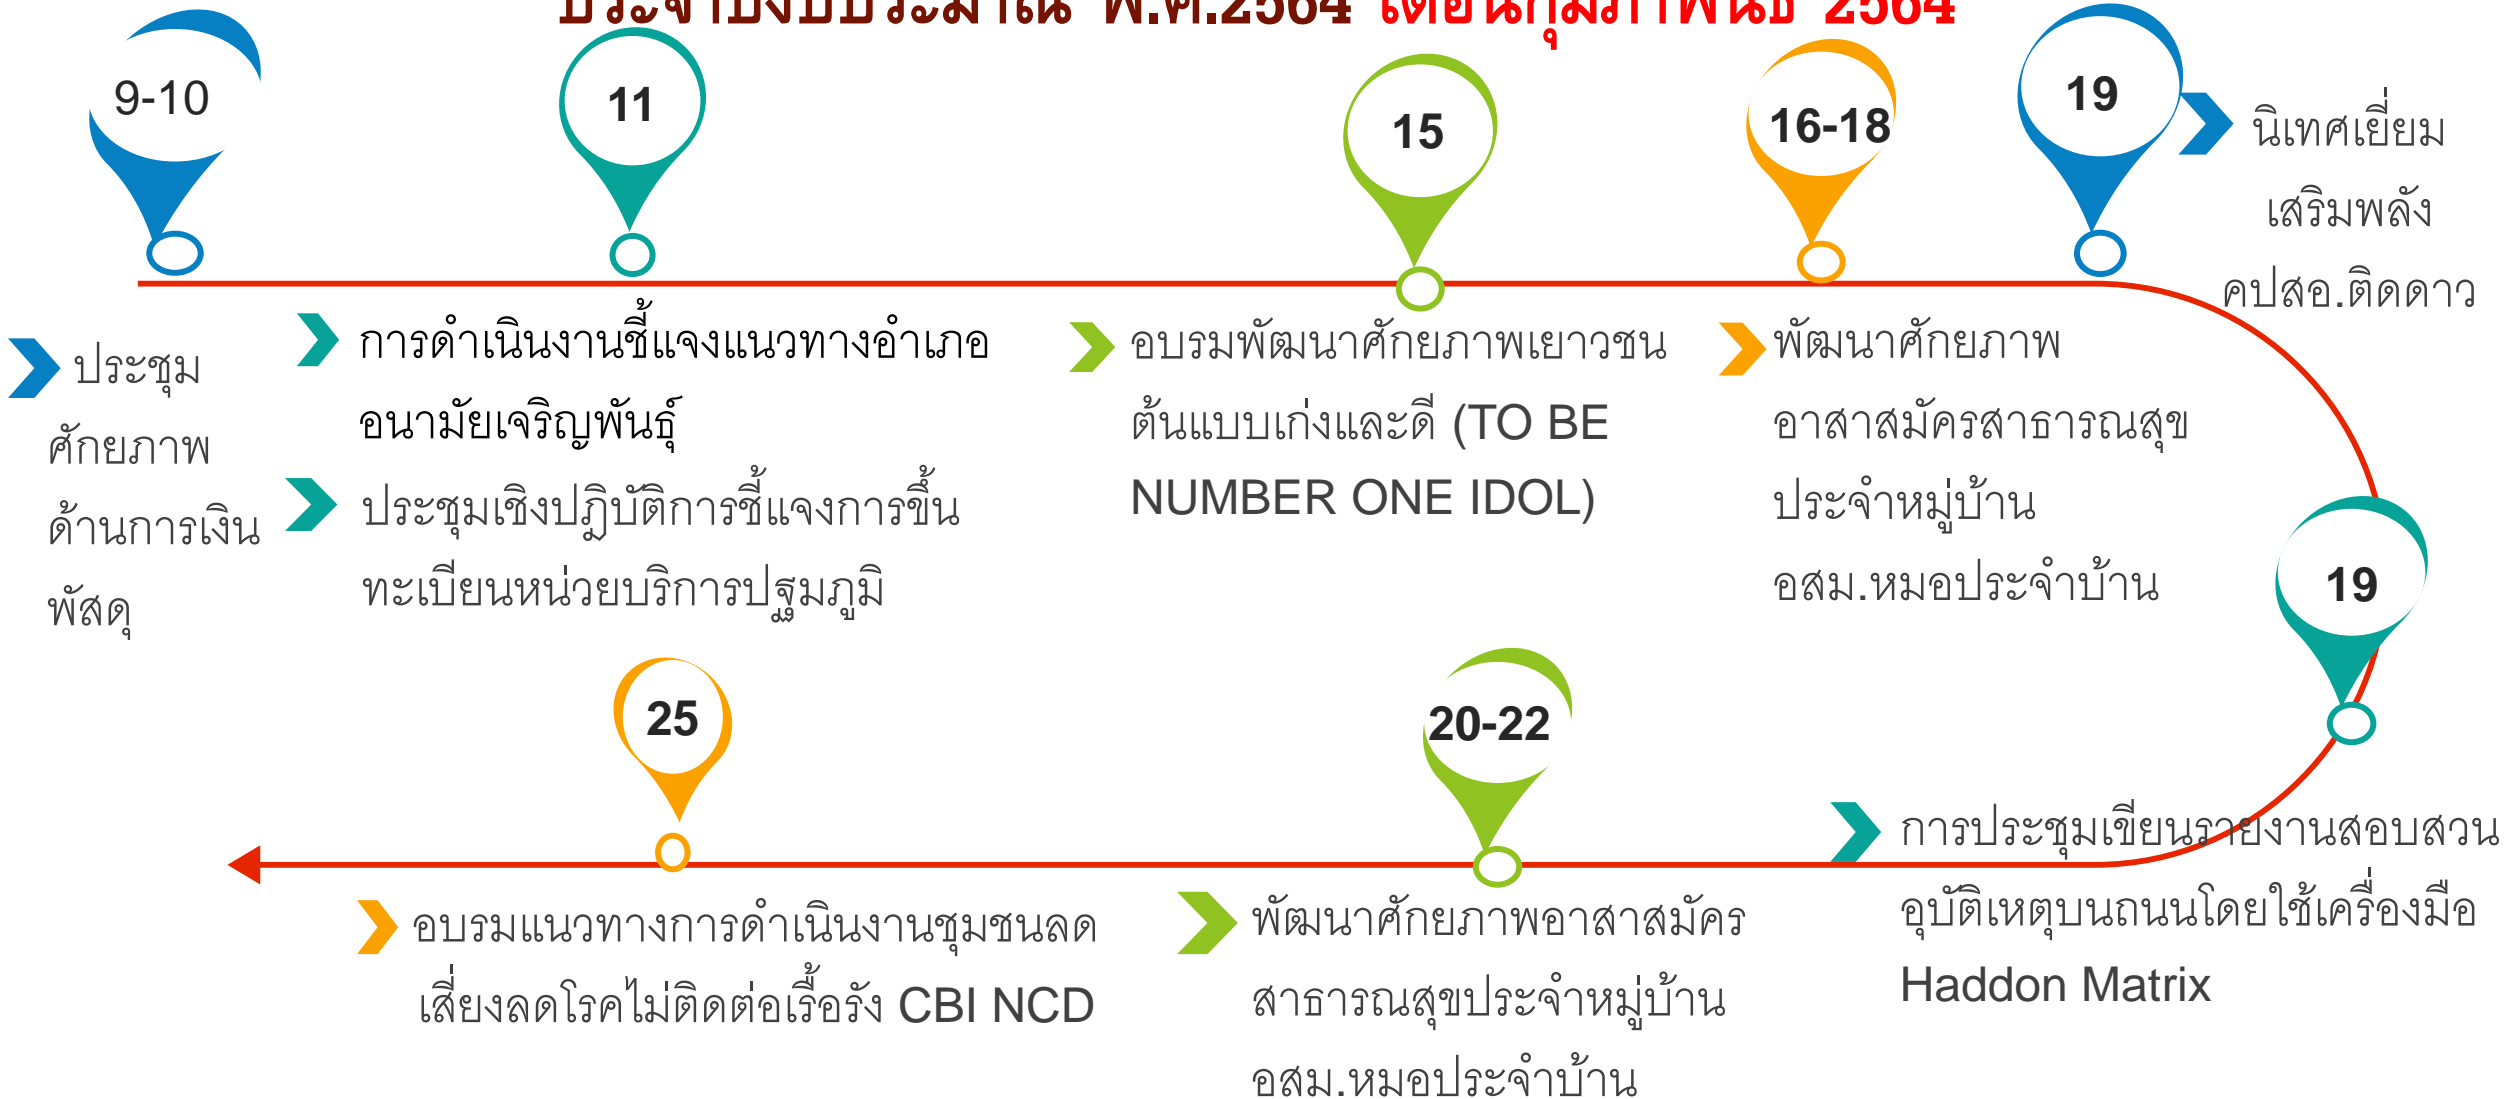 พ.ศ.2564 เดือนกุมภาพันธ์ 2564
9-10
ประชุม
ศักยภาพ
ด้านการเงิน
พัสดุ
11
การดำเนินงานชี้แจงแนวทางอำเภอ
อนามัยเจริญพันธุ์
ประชุมเชิงปฏิบัติการชี้แจงการขึ้น
ทะเบียนหน่วยบริการปฐมภูมิ
15
อบรมพัฒนาศักยภาพเยาวชน
ต้นแบบเก่งและดี (TO BE
NUMBER ONE IDOL)
16-18
พัฒนาศักยภาพ
อาสาสมัครสาธารณสุข
ประจำหมู่บ้าน
อสม.หมอประจำบ้าน
19
นิเทศเยี่ยม
เสริมพลัง
คปสอ.ติดดาว
19
การประชุมเขียนรายงานสอบสวน
อุบัติเหตุบนถนนโดยใช้เครื่องมือ
Haddon Matrix
20-22
พัฒนาศักยภาพอาสาสมัคร
สาธารณสุขประจำหมู่บ้าน
อสม.หมอประจำบ้าน
25
อบรมแนวทางการดำเนินงานชุมชนลด
เสี่ยงลดโรคไม่ติดต่อเรื้อรัง CBI NCD